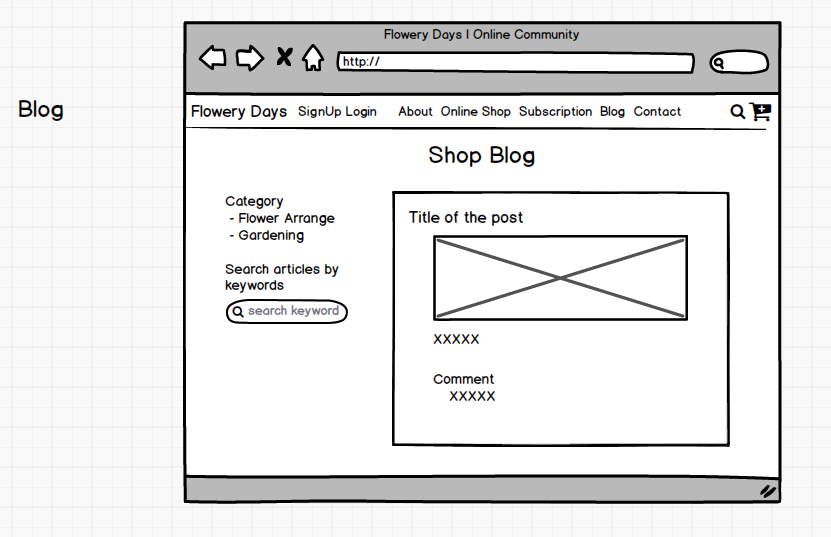 Blog
Flowery Days | Online Community
http://
Flowery Days SignUp Login About Online Shop Subscription Blog Contact
Shop Blog
Category
- Flower Arrange
- Gardening
Search articles by
keywords
search keyword
Title of the post
XXXXX
Comment
XXXXX